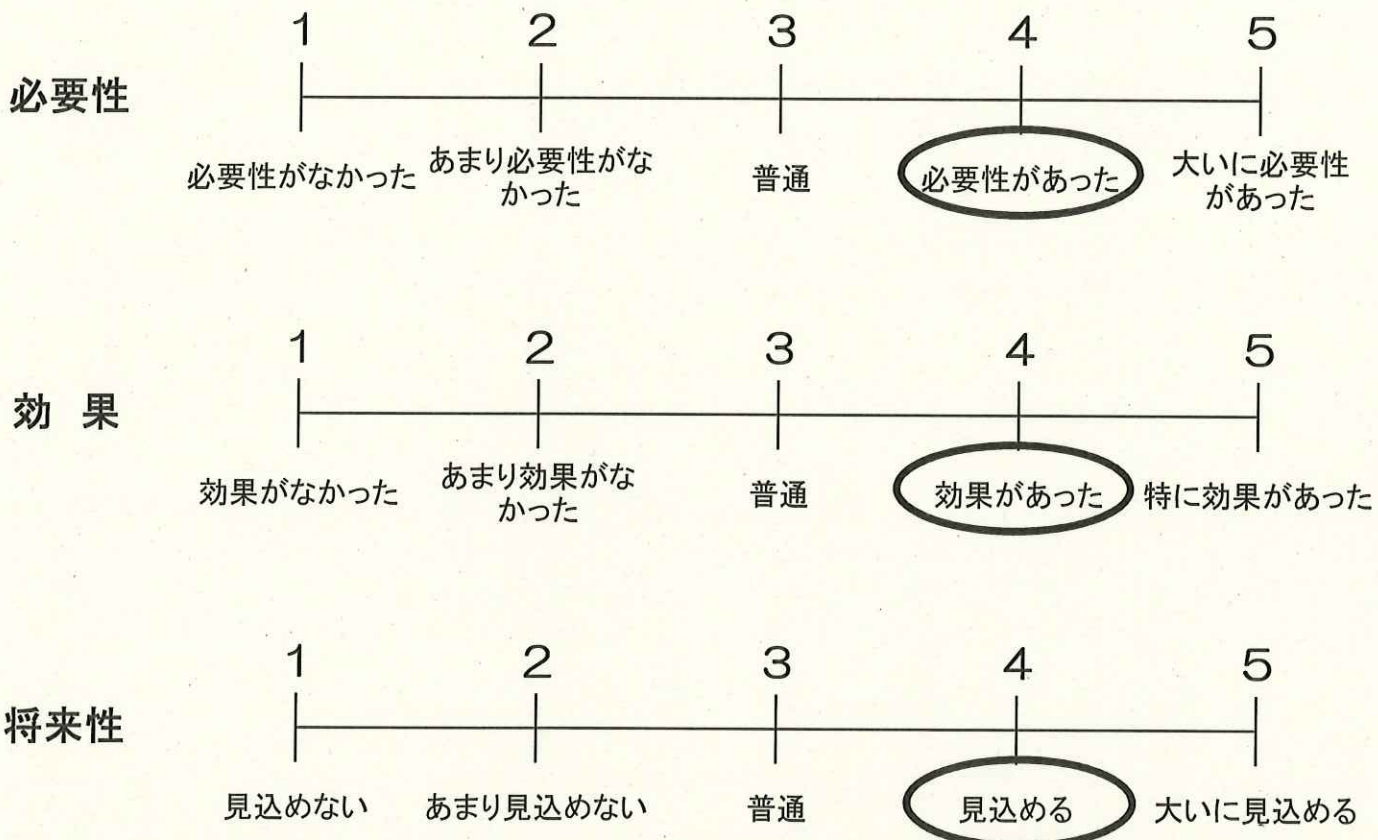 1 2 3 4 5
必要性
必要性がなかった あまり必要性がな 普通 必要性があった 大いに必要性
かった があった
1 2 3 4 5
効 果
効果がなかった あまり効果がな 普通 効果があった 特に効果があった
かった
1 2 3 4 5
将来性
見込めない あまり見込めない 普通 見込める 大いに見込める